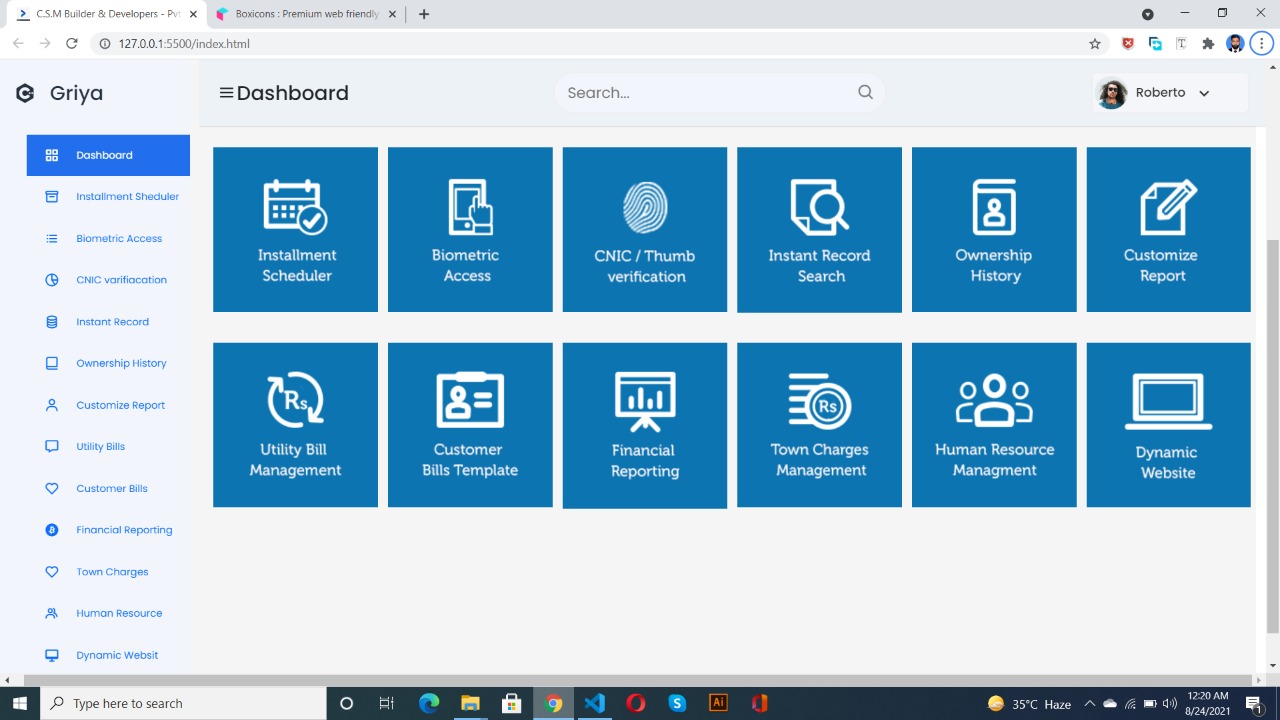 C.S.M Builder & Developers - Pvt
Boxicons : Premium web friendly
127.0.0.1:5500/index.html
Griya
Dashboard
Search...
Roberto
Dashboard
Installment Sheduler
Biometric Access
CNIC varifiacation
Instant Record
Ownership History
Customize Report
Utility Bills
Customer Bills
Financial Reporting
Town Charges
Human Resource
Dynamic Websit
Installment
Scheduler
Biometric
Access
CNIC / Thumb
verification
Instant Record
Search
Ownership
History
Customize
Report
Rs
Utility Bill
Management
Customer
Bills Template
Financial
Reporting
Rs
Town Charges
Management
Human Resource
Managment
Dynamic
Website
Type here to search
Ai
35°C Haze
12:20 AM
8/24/2021
1